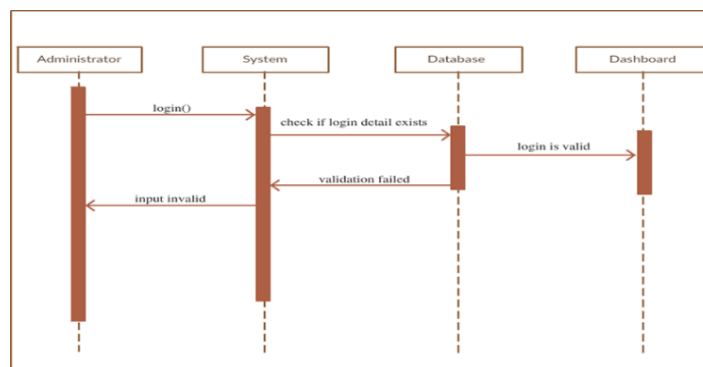 Administrator
System
Database
Dashboard
login()
check if login detail exists
login is valid
validation failed
input invalid